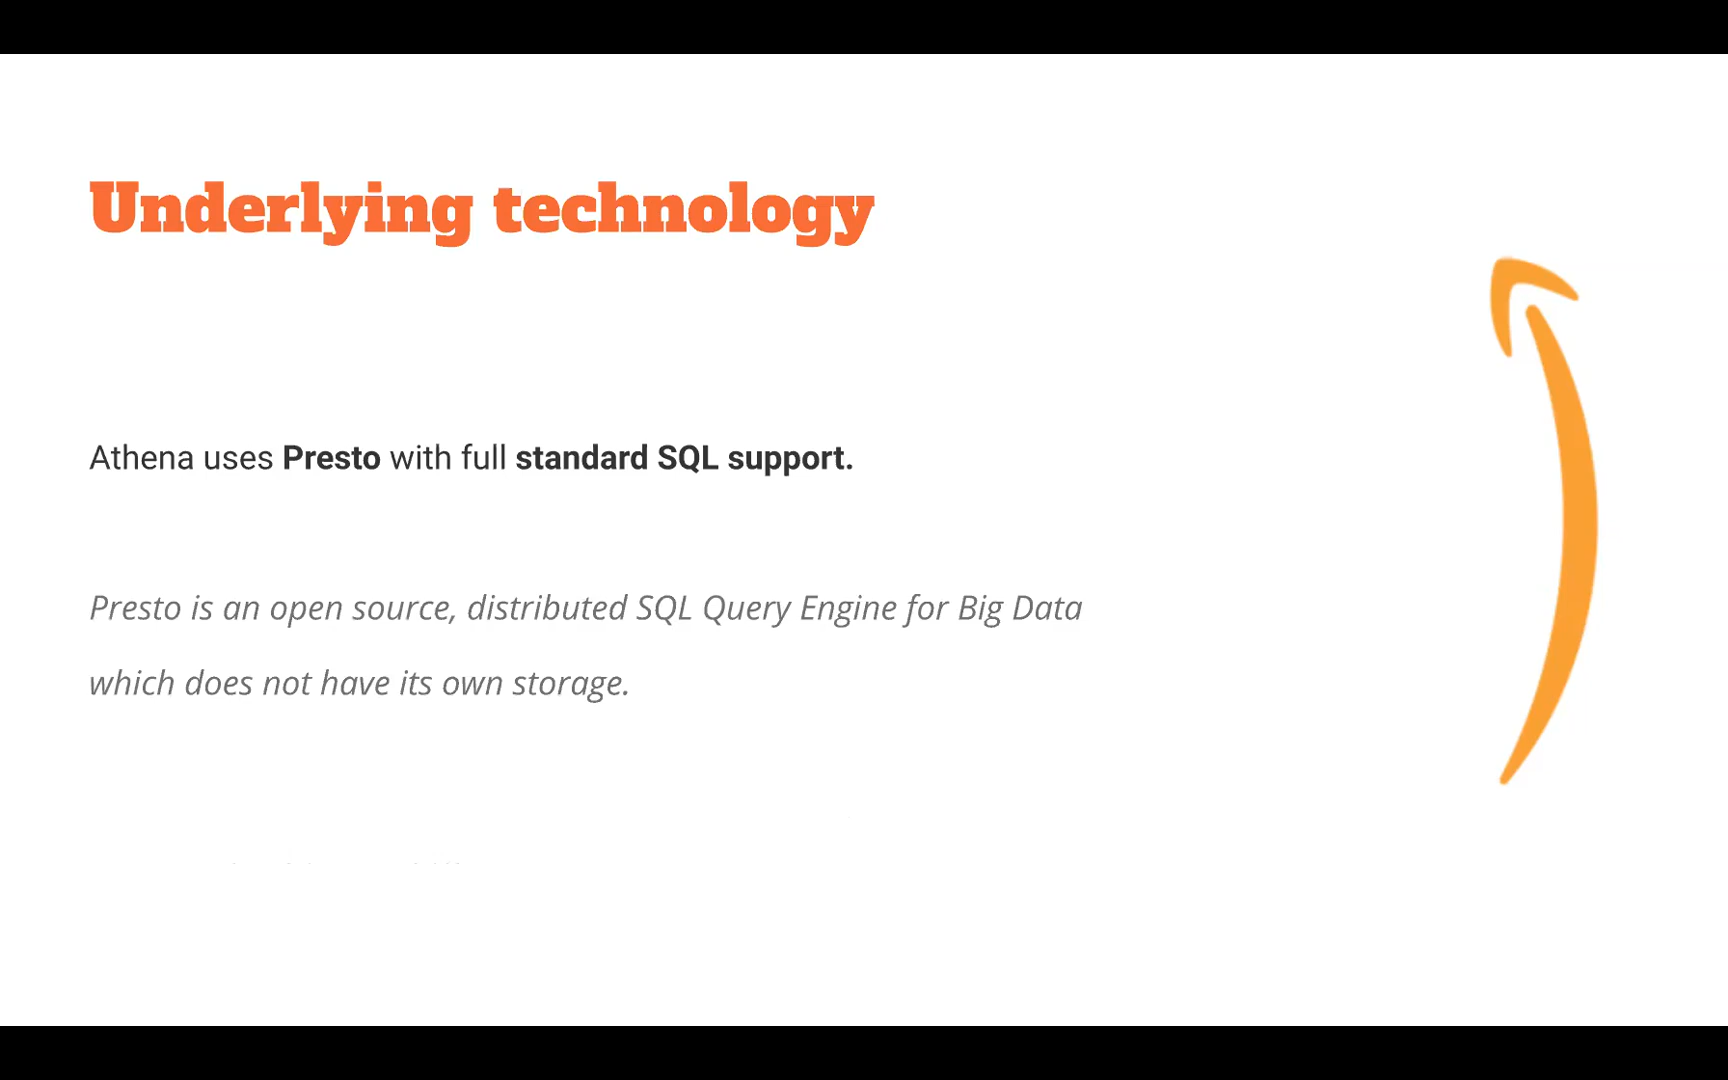 Underlying technology
Athena uses Presto with full standard SQL support.
Presto is an open source, distributed SQL Query Engine for Big Data
which does not have its own storage.